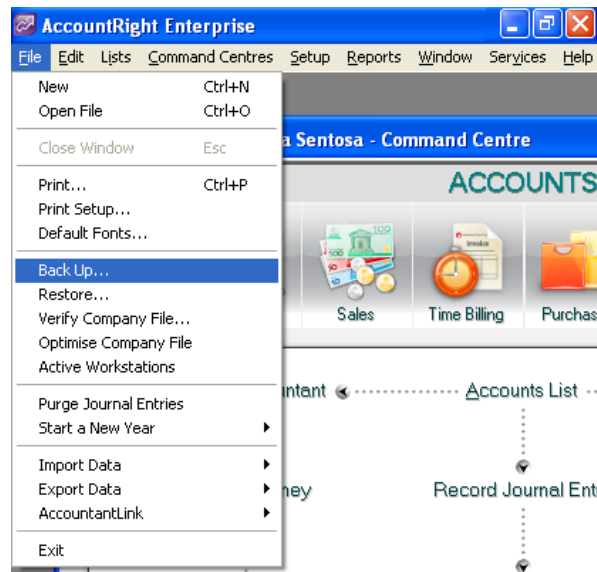 AccountRight Enterprise
File Edit Lists Command Centres Setup Reports Window Services Help
New Ctrl+N
Open File Ctrl+O
Close Window Esc
Print... Ctrl+P
Print Setup...
Default Fonts...
Back Up...
Restore...
Verify Company File...
Optimise Company File
Active Workstations
Purge Journal Entries
Start a New Year
Import Data
Export Data
AccountantLink
Exit
a Sentosa - Command Centre
ACCOUNTS
100
Invoice
Sales Time Billing Purchas
ntant Accounts List
ney Record Journal Ent